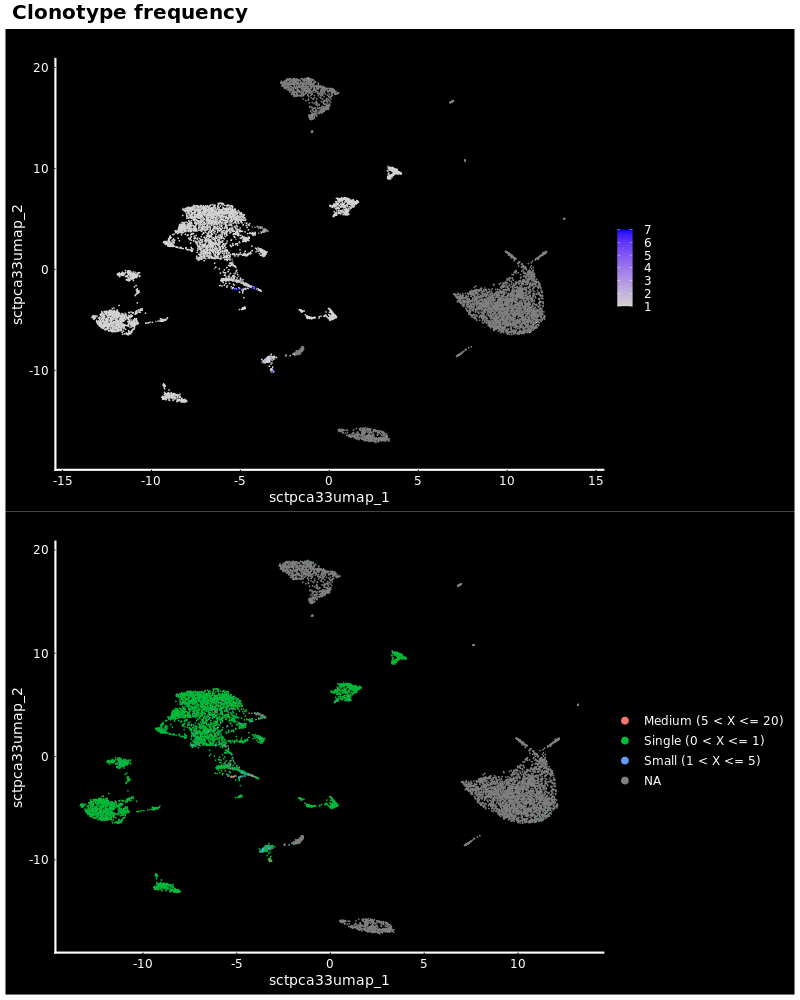 Clonotype frequency
20
10
0
-10
sctpca33umap_2
-15 -10 -5 0 5 10 15
sctpca33umap_1
7
6
5
4
3
2
1
20
10
0
-10
sctpca33umap_2
-10 -5 0 5 10
sctpca33umap_1
Medium (5 < X <= 20)
Single (0 < X <= 1)
Small (1 < X <= 5)
NA